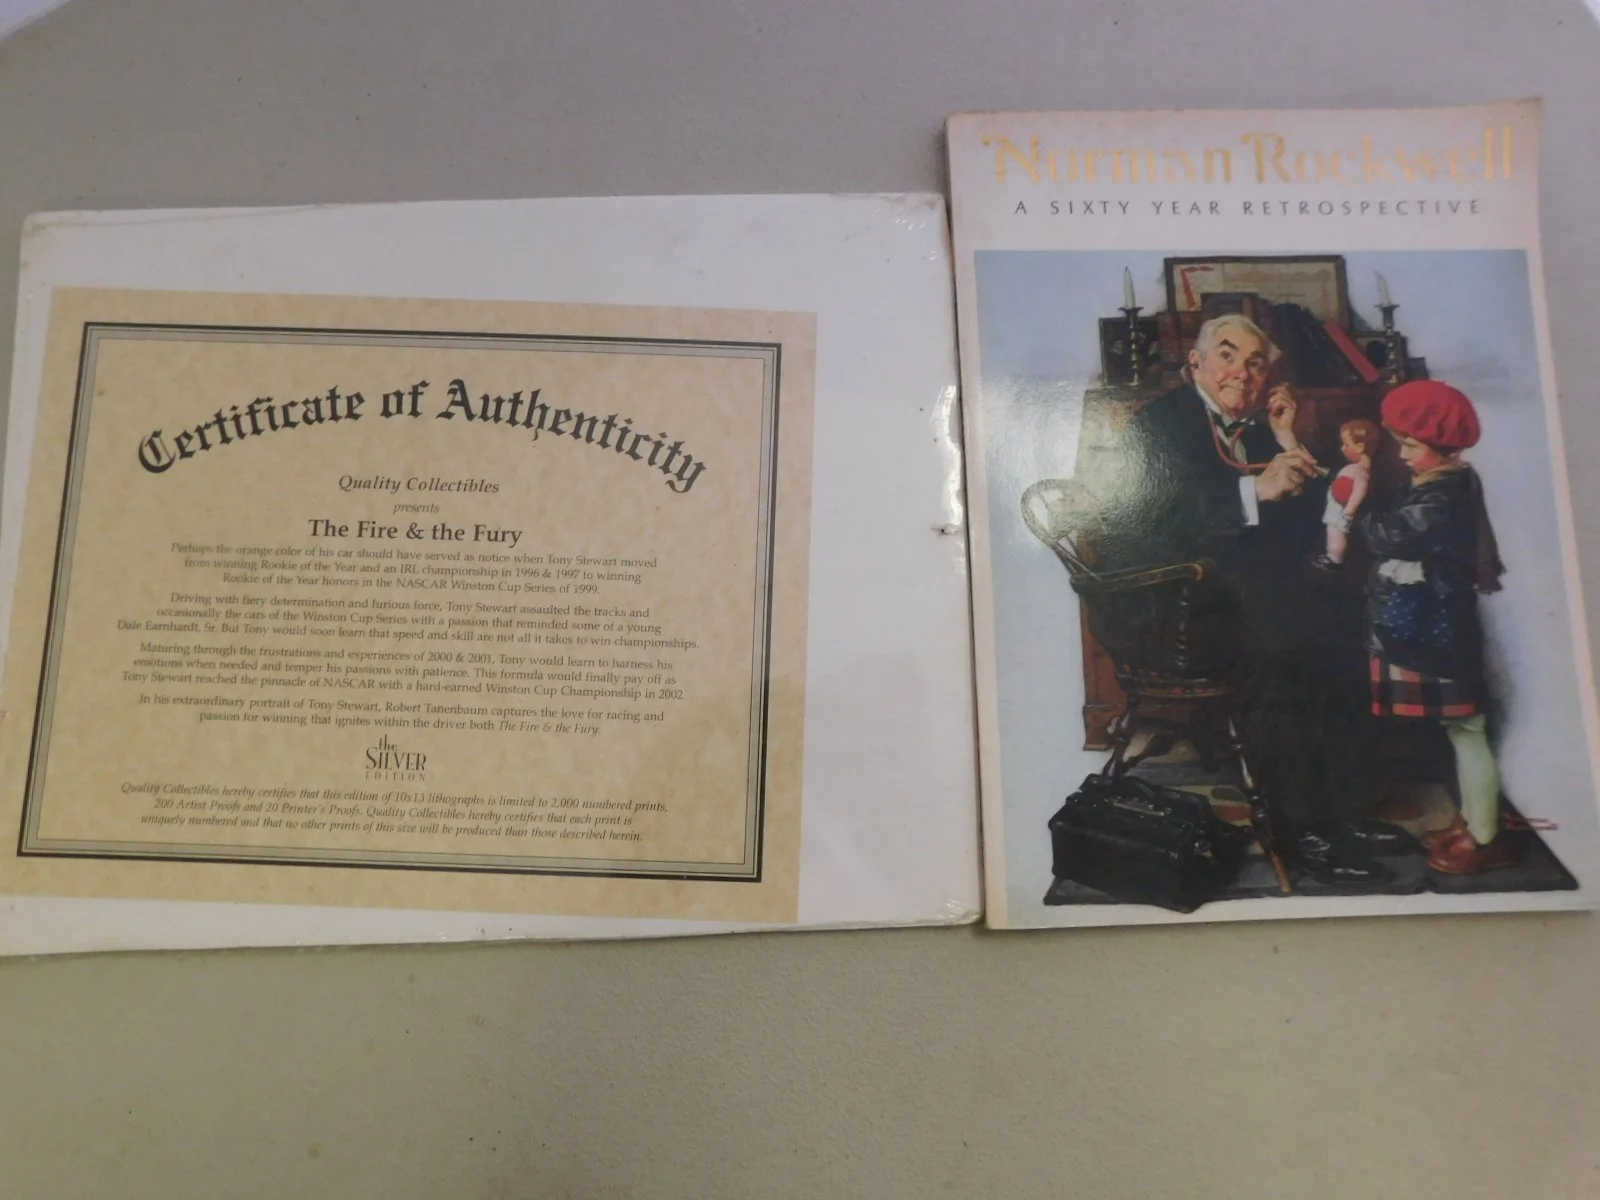 Certificate of Authenticity
Quality Collectibles
presents
The Fire & the Fury
Perhaps the orange color of his car should have served as notice when Tony Stewart moved
from winning Rookie of the Year and an IRL championship in 1996 & 1997 to winning
Rookie of the Year honors in the NASCAR Winston Cup Series of 1999.
Driving with fiery determination and furious force, Tony Stewart assaulted the tracks and
occasionally the cars of the Winston Cup Series with a passion that reminded some of a young
Dale Earnhardt, Sr. But Tony would soon learn that speed and skill are not all it takes to win championships.
Maturing through the frustrations and experiences of 2000 & 2001, Tony would learn to harness his
emotions when needed and temper his passions with patience. This formula would finally pay off as
Tony Stewart reached the pinnacle of NASCAR with a hard-earned Winston Cup Championship in 2002.
In his extraordinary portrait of Tony Stewart, Robert Tanenbaum captures the love for racing and
passion for winning that ignites within the driver both The Fire & the Fury.
the
SILVER
EDITION
Quality Collectibles hereby certifies that this edition of 10x13 lithographs is limited to 2,000 numbered prints,
200 Artist Proofs and 20 Printer's Proofs. Quality Collectibles hereby certifies that each print is
uniquely numbered and that no other prints of this size will be produced than those described herein.
Norman Rockwell
A SIXTY YEAR RETROSPECTIVE